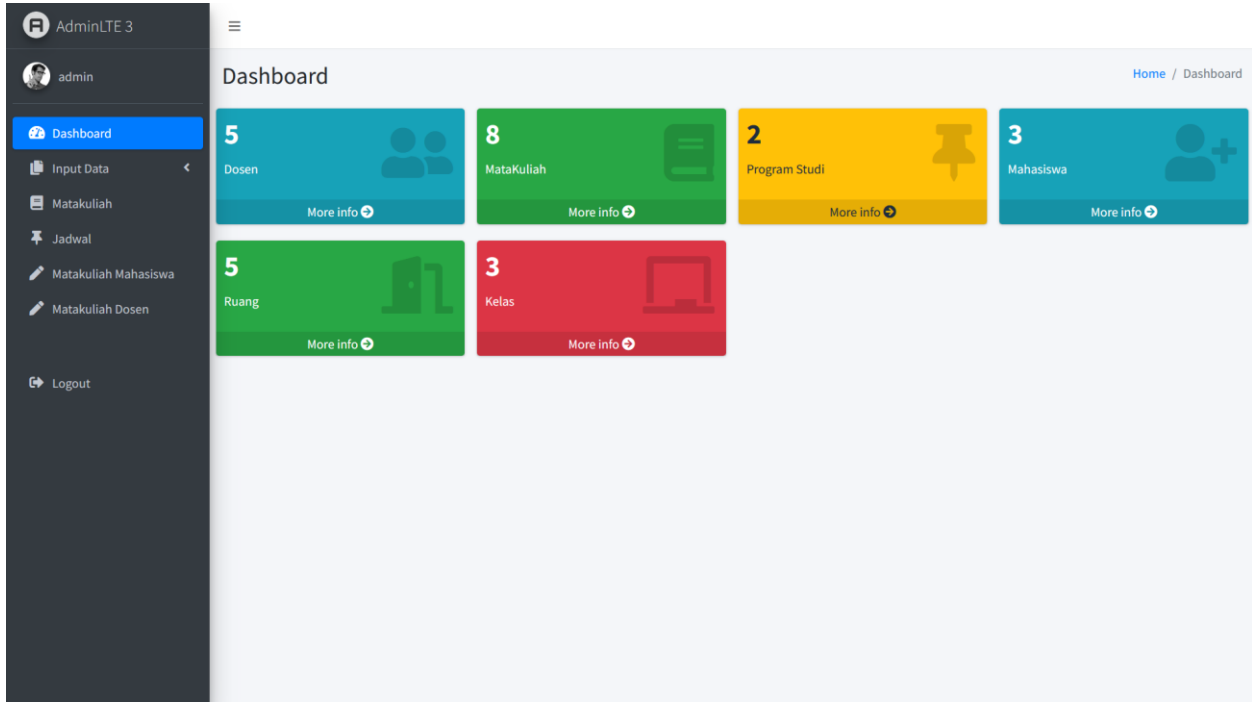 AdminLTE 3
admin
Dashboard
Input Data
Matakuliah
Jadwal
Matakuliah Mahasiswa
Matakuliah Dosen
Logout
Dashboard
Home / Dashboard
5
Dosen
More info
8
MataKuliah
More info
2
Program Studi
More info
3
Mahasiswa
More info
5
Ruang
More info
3
Kelas
More info